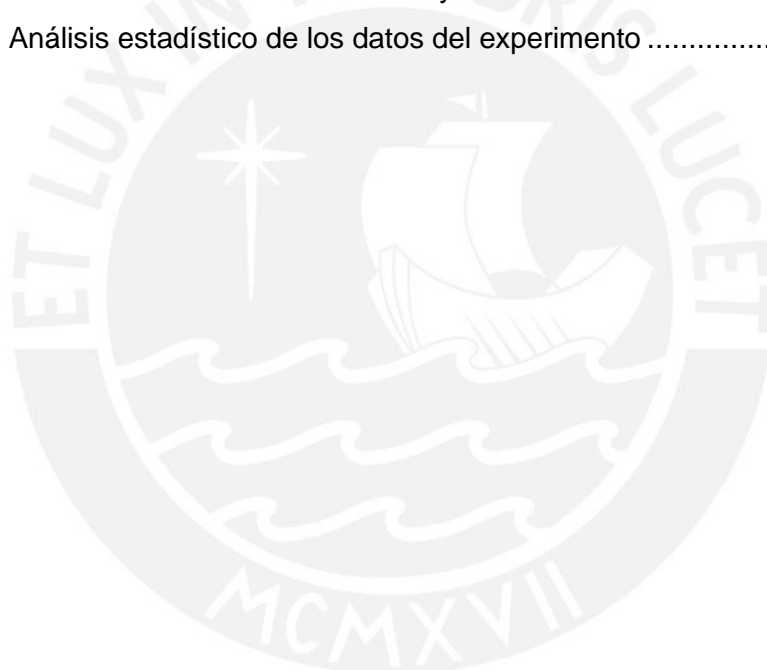 Análisis estadístico de los datos del experimento ...............
ET LUX IN
LUCET
MCMXVII